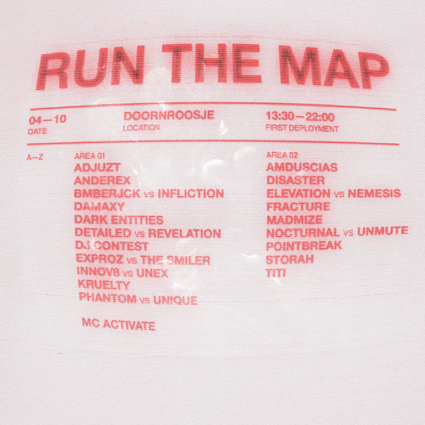 RUN THE MAP
04—10 DOORNROOSJE 13:30—22:00
DATE LOCATION FIRST DEPLOYMENT
A—Z AREA 01 AREA 02
ADJUZT AMDUSCIAS
ANDEREX DISASTER
BMBERJCK VS INFLICTION ELEVATION VS NEMESIS
DAMAXY FRACTURE
DARK ENTITIES MADMIZE
DETAILED VS REVELATION NOCTURNAL VS UNMUTE
DJ CONTEST POINTBREAK
EXPROZ VS THE SMILER STORAH
INNOV8 VS UNEX TITI
KRUELTY
PHANTOM VS UNIQUE
MC ACTIVATE